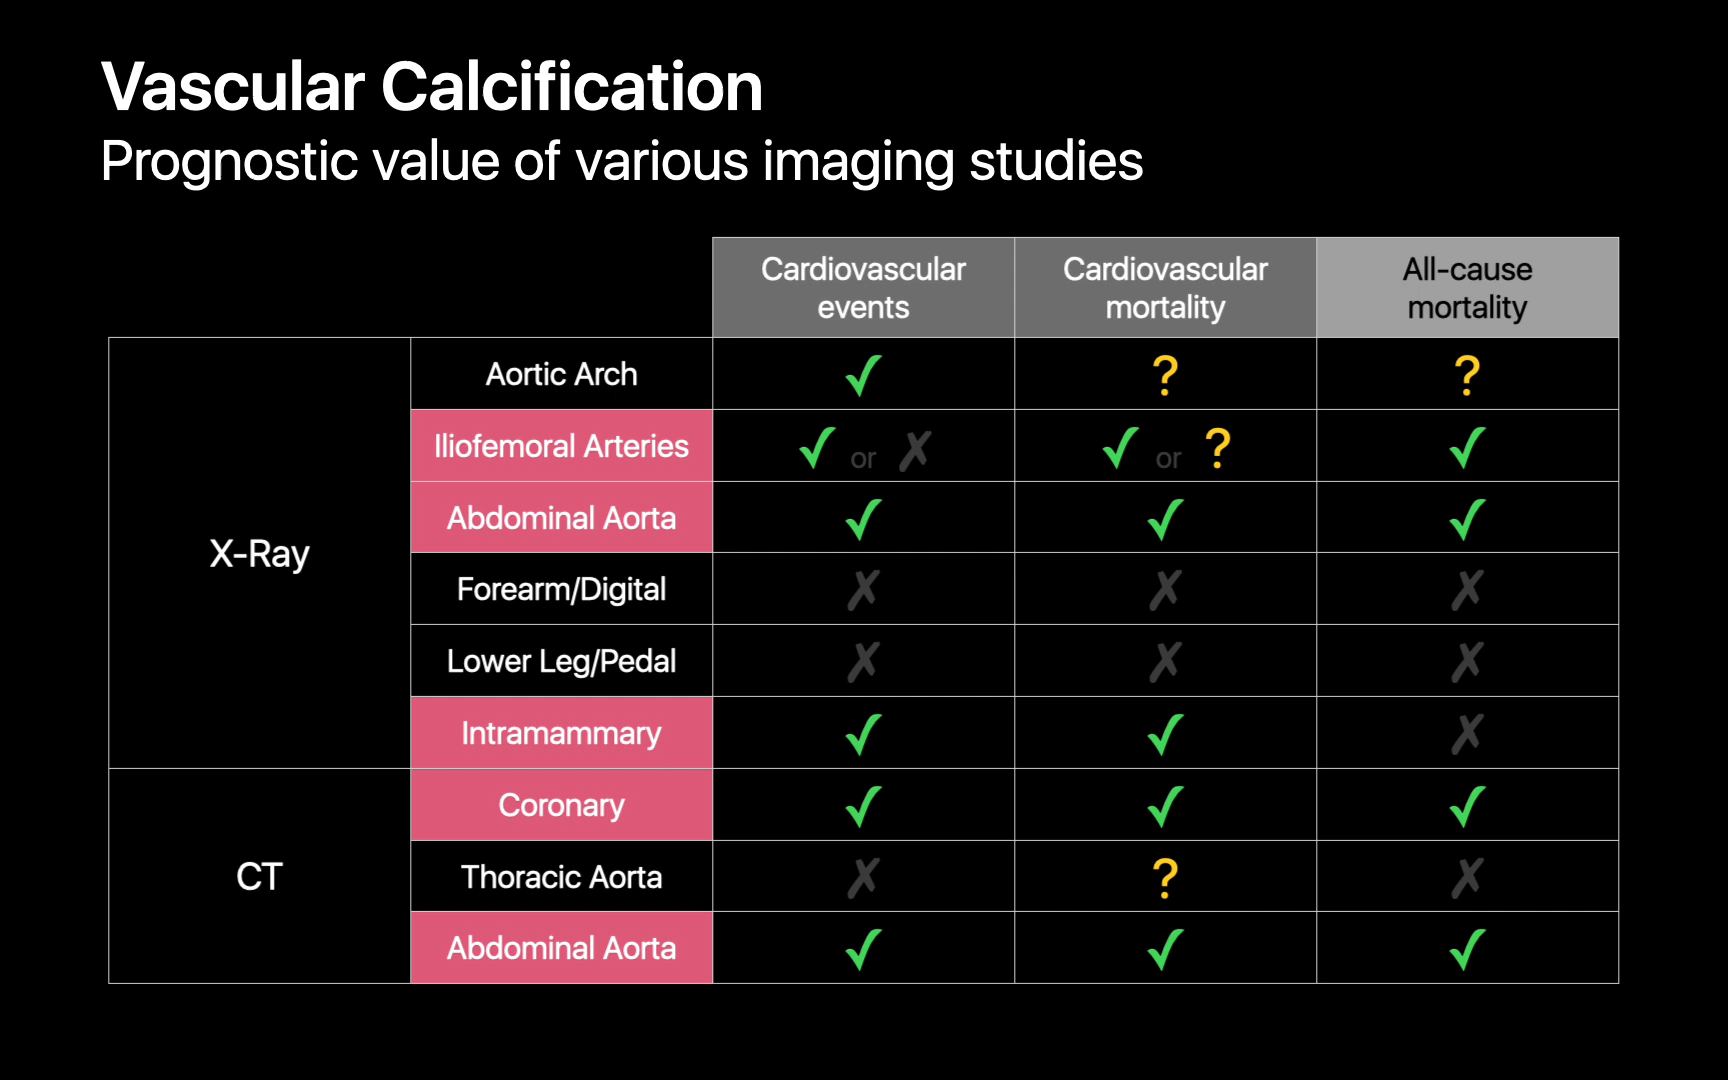 Vascular Calcification
Prognostic value of various imaging studies
Cardiovascular
events
Cardiovascular
mortality
All-cause
mortality
X-Ray
Aortic Arch
✓
?
?
Iliofemoral Arteries
✓ or ✗
✓ or ?
✓
Abdominal Aorta
✓
✓
✓
Forearm/Digital
✗
✗
✗
Lower Leg/Pedal
✗
✗
✗
Intramammary
✓
✓
✗
CT
Coronary
✓
✓
✓
Thoracic Aorta
✗
?
✗
Abdominal Aorta
✓
✓
✓